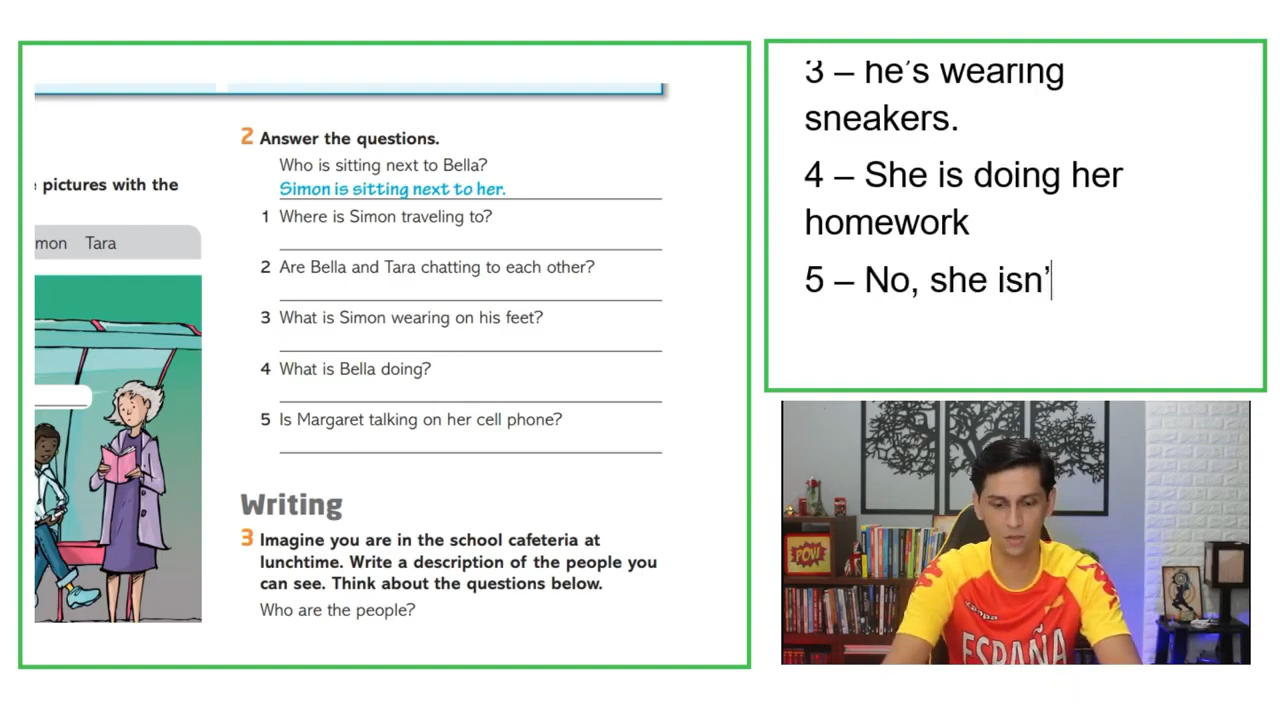 2 Answer the questions.
Who is sitting next to Bella?
Simon is sitting next to her.
pictures with the
1 Where is Simon traveling to?
mon Tara
2 Are Bella and Tara chatting to each other?
3 What is Simon wearing on his feet?
4 What is Bella doing?
5 Is Margaret talking on her cell phone?
Writing
3 Imagine you are in the school cafeteria at
lunchtime. Write a description of the people you
can see. Think about the questions below.
Who are the people?
3 – he's wearing
sneakers.
4 – She is doing her
homework
5 – No, she isn’
POW
kappa
ESPAÑA